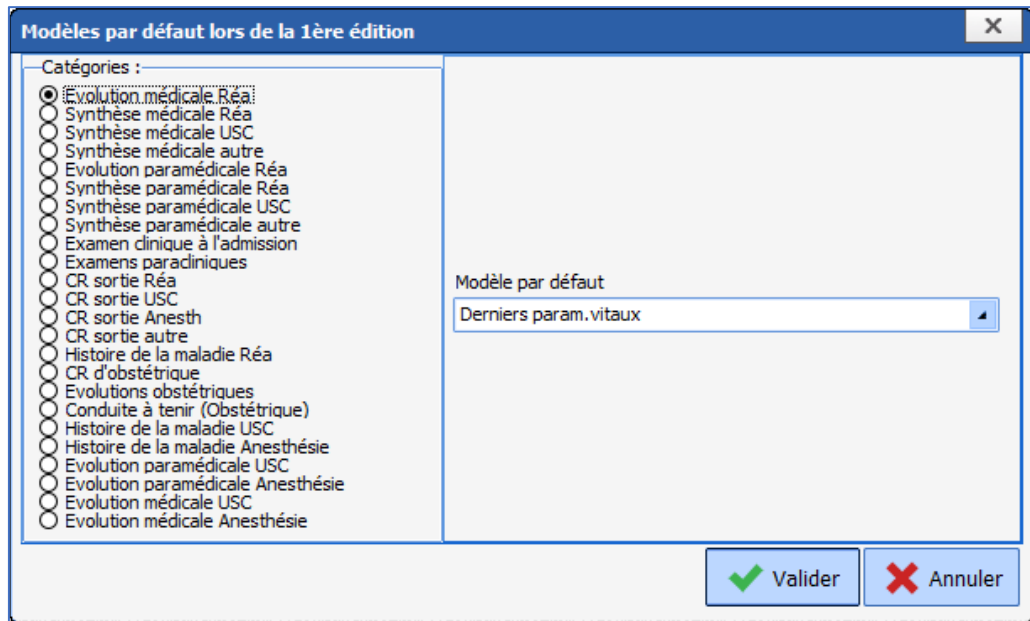 Modèles par défaut lors de la 1ère édition
Catégories :
Evolution médicale Réa
Synthèse médicale Réa
Synthèse médicale USC
Synthèse médicale autre
Evolution paramédicale Réa
Synthèse paramédicale Réa
Synthèse paramédicale USC
Synthèse paramédicale autre
Examen clinique à l'admission
Examens paracliniques
CR sortie Réa
CR sortie USC
CR sortie Anesth
CR sortie autre
Histoire de la maladie Réa
CR d'obstétrique
Evolutions obstétriques
Conduite à tenir (Obstétrique)
Histoire de la maladie USC
Histoire de la maladie Anesthésie
Evolution paramédicale USC
Evolution paramédicale Anesthésie
Evolution médicale USC
Evolution médicale Anesthésie
Modèle par défaut
Derniers param.vitaux
Valider
Annuler